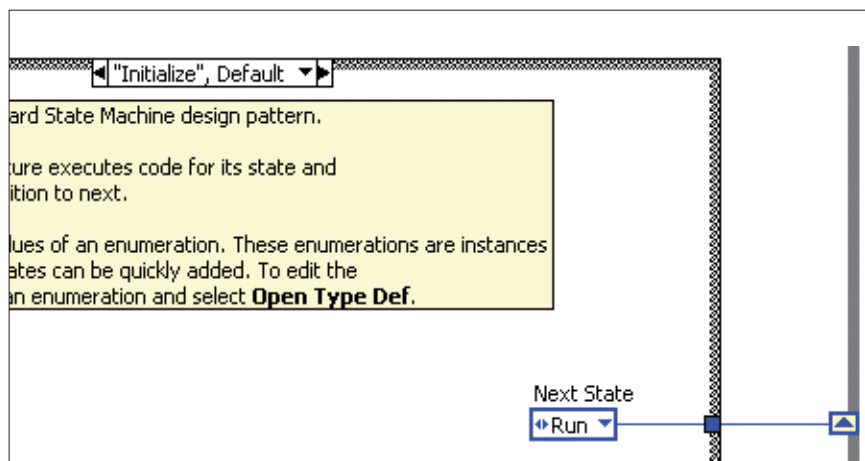 "Initialize", Default
ard State Machine design pattern.
ture executes code for its state and
ition to next.
lues of an enumeration. These enumerations are instances
ates can be quickly added. To edit the
an enumeration and select Open Type Def.
Next State
Run